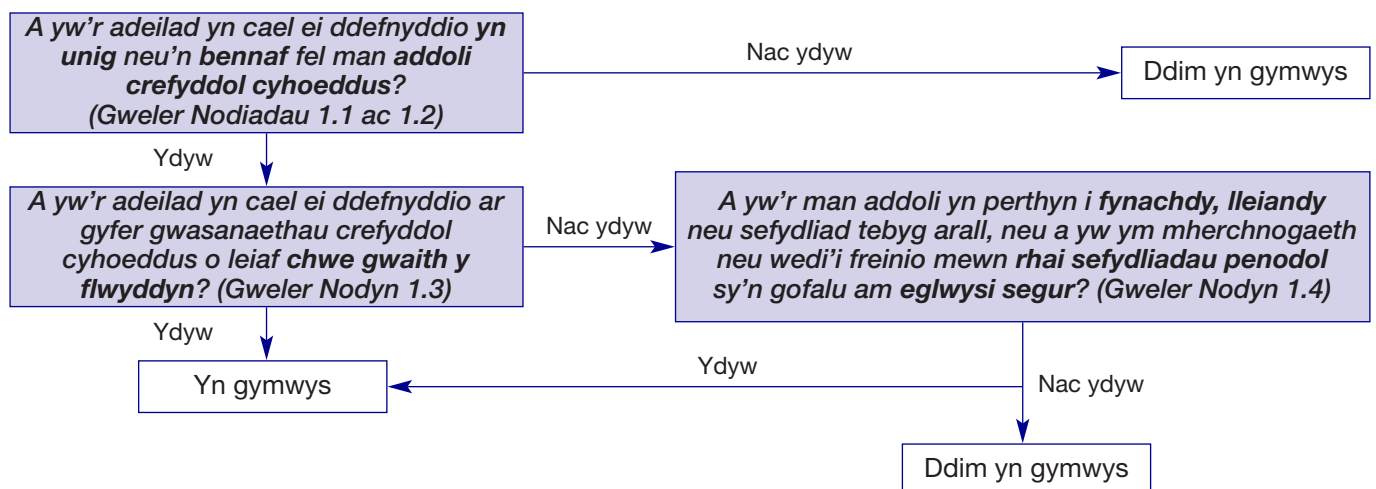 A yw'r adeilad yn cael ei ddefnyddio yn
unig neu'n bennaf fel man addoli
crefyddol cyhoeddus?
(Gweler Nodiadau 1.1 ac 1.2)
Nac ydyw
Ddim yn gymwys
Ydyw
A yw'r adeilad yn cael ei ddefnyddio ar
gyfer gwasanaethau crefyddol
cyhoeddus o leiaf chwe gwaith y
flwyddyn? (Gweler Nodyn 1.3)
Nac ydyw
A yw'r man addoli yn perthyn i fynachdy, lleiandy
neu sefydliad tebyg arall, neu a yw ym mherchnogaeth
neu wedi’i freinio mewn rhai sefydliadau penodol
sy’n gofalu am eglwysi segur? (Gweler Nodyn 1.4)
Ydyw
Yn gymwys
Ydyw
Nac ydyw
Ddim yn gymwys